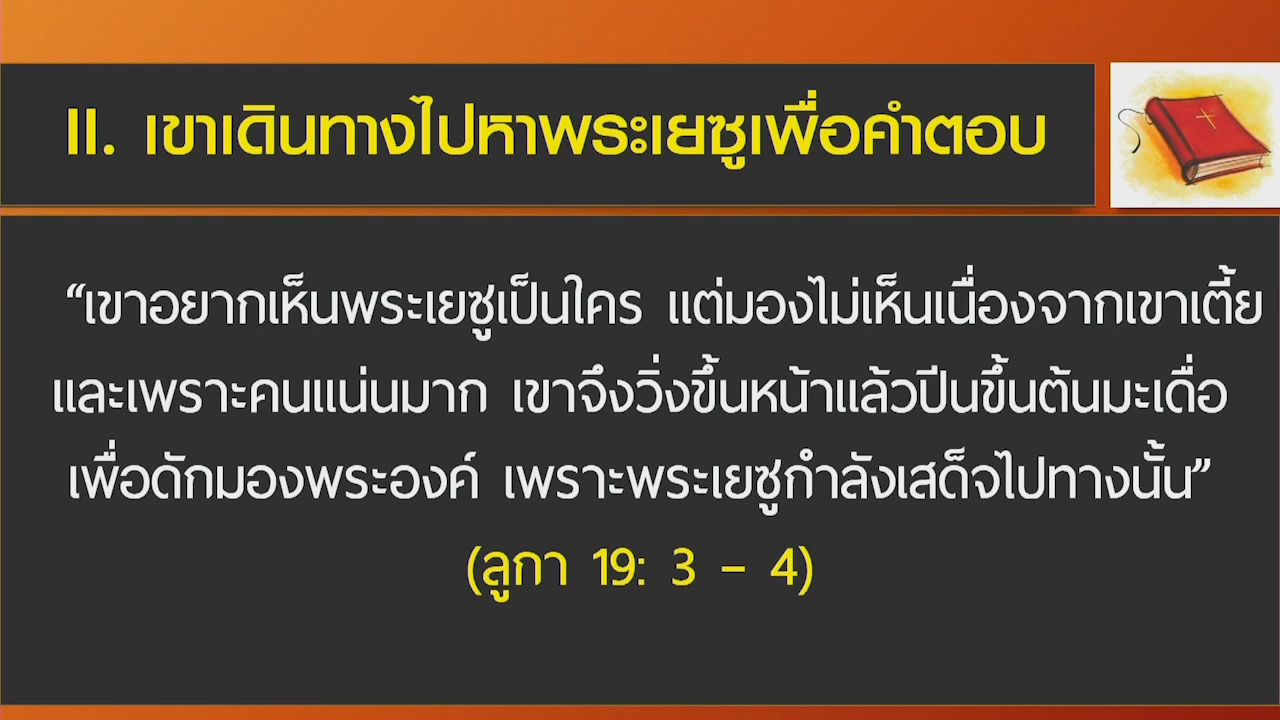 II. เขาเดินทางไปหาพระเยซูเพื่อคำตอบ
“เขาอยากเห็นพระเยซูเป็นใคร แต่มองไม่เห็นเนื่องจากเขาเตี้ย
และเพราะคนแน่นมาก เขาจึงวิ่งขึ้นหน้าแล้วปีนขึ้นต้นมะเดื่อ
เพื่อดักมองพระองค์ เพราะพระเยซูกำลังเสด็จไปทางนั้น”
(ลูกา 19: 3 – 4)